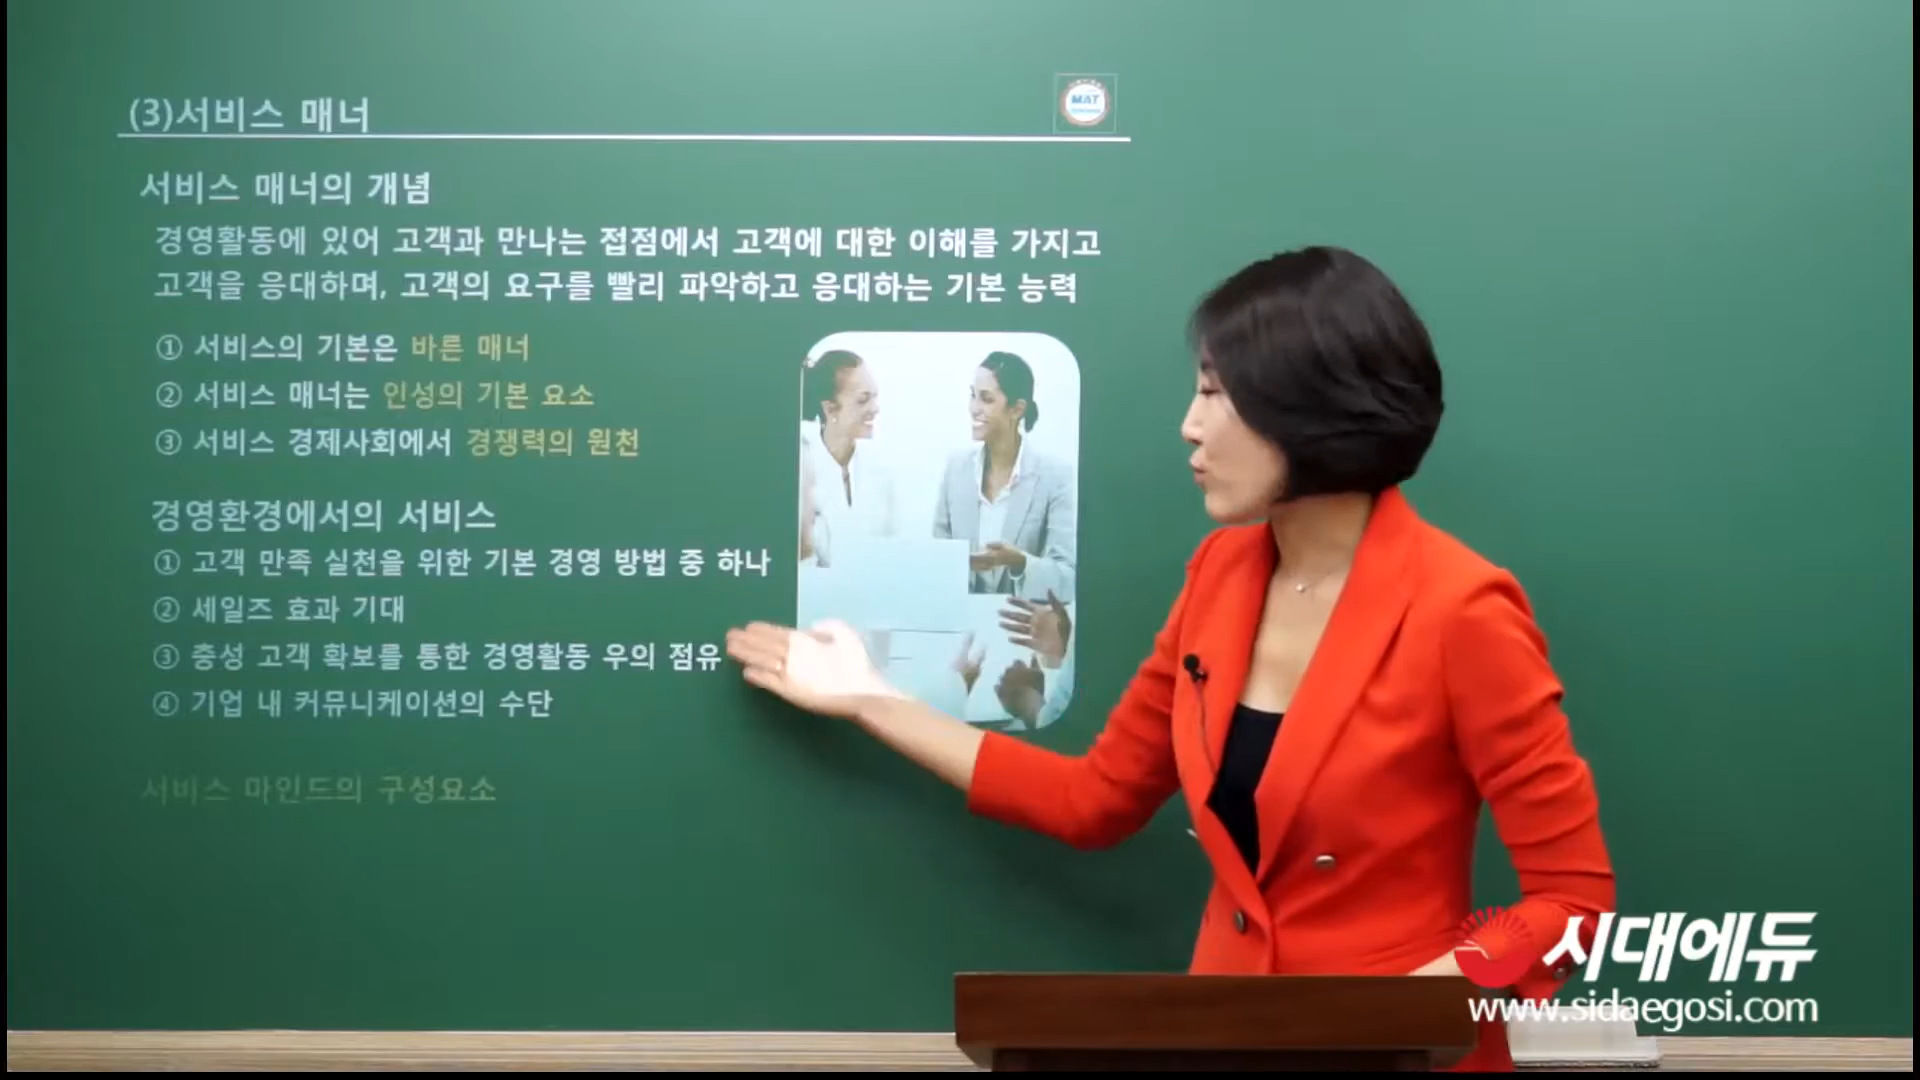 (3)서비스 매너
MAT
서비스 매너의 개념
경영활동에 있어 고객과 만나는 접점에서 고객에 대한 이해를 가지고
고객을 응대하며, 고객의 요구를 빨리 파악하고 응대하는 기본 능력
① 서비스의 기본은 바른 매너
② 서비스 매너는 인성의 기본 요소
③ 서비스 경제사회에서 경쟁력의 원천
경영환경에서의 서비스
① 고객 만족 실천을 위한 기본 경영 방법 중 하나
② 세일즈 효과 기대
③ 충성 고객 확보를 통한 경영활동 우의 점유
④ 기업 내 커뮤니케이션의 수단
서비스 마인드의 구성요소
시대에듀
www.sidaegosi.com